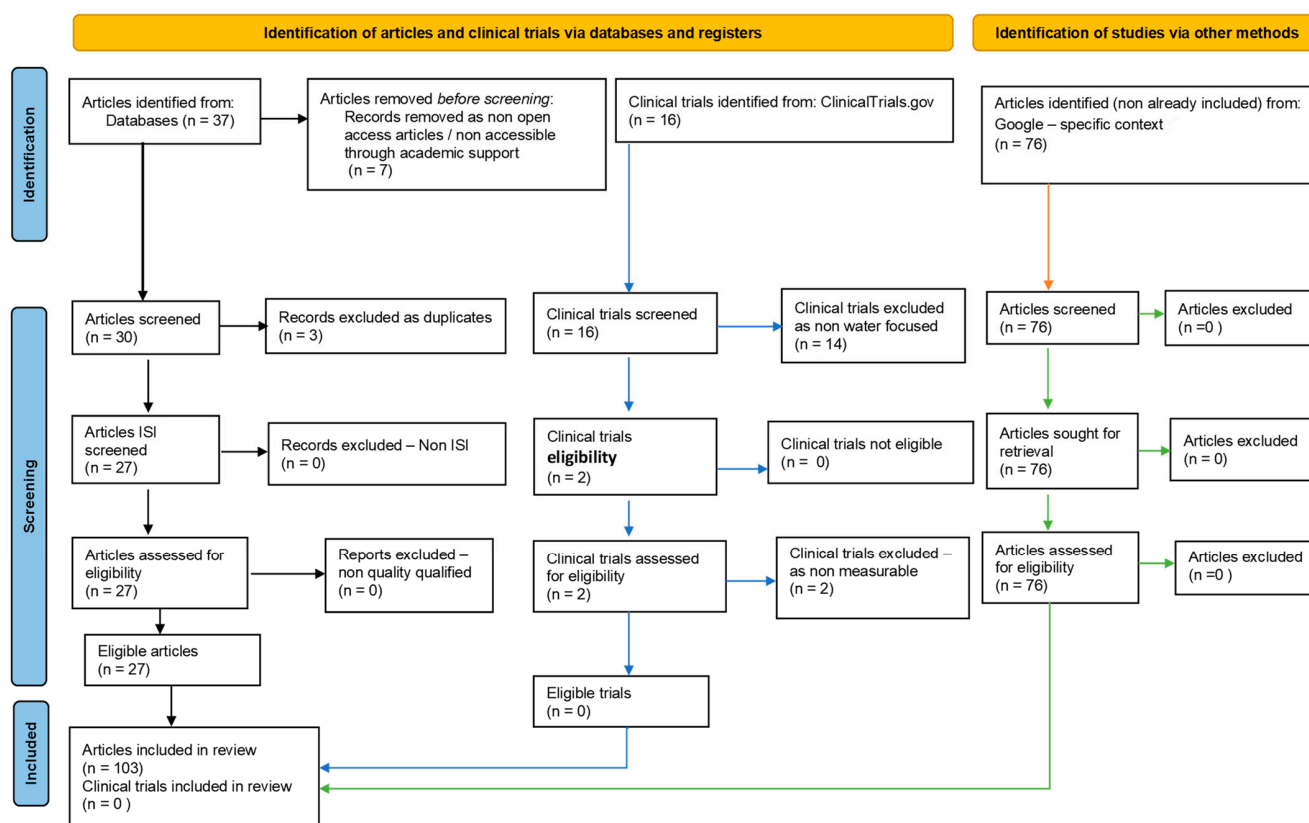 Identification of articles and clinical trials via databases and registers
Identification of studies via other methods
Identification
Articles identified from:
Databases (n = 37)
Articles removed before screening:
Records removed as non open
access articles / non accessible
through academic support
(n = 7)
Clinical trials identified from: ClinicalTrials.gov
(n = 16)
Articles identified (non already included) from:
Google – specific context
(n = 76)
Screening
Articles screened
(n = 30)
Records excluded as duplicates
(n = 3)
Clinical trials screened
(n = 16)
Clinical trials excluded
as non water focused
(n = 14)
Articles screened
(n = 76)
Articles excluded
(n =0 )
Articles ISI
screened
(n = 27)
Records excluded – Non ISI
(n = 0)
Clinical trials
eligibility
(n = 2)
Clinical trials not eligible
(n = 0)
Articles sought for
retrieval
(n = 76)
Articles excluded
(n = 0)
Articles assessed for
eligibility
(n = 27)
Reports excluded –
non quality qualified
(n = 0)
Clinical trials assessed
for eligibility
(n = 2)
Clinical trials excluded –
as non measurable
(n = 2)
Articles assessed
for eligibility
(n = 76)
Articles excluded
(n =0 )
Eligible articles
(n = 27)
Eligible trials
(n = 0)
Included
Articles included in review
(n = 103)
Clinical trials included in review
(n = 0 )